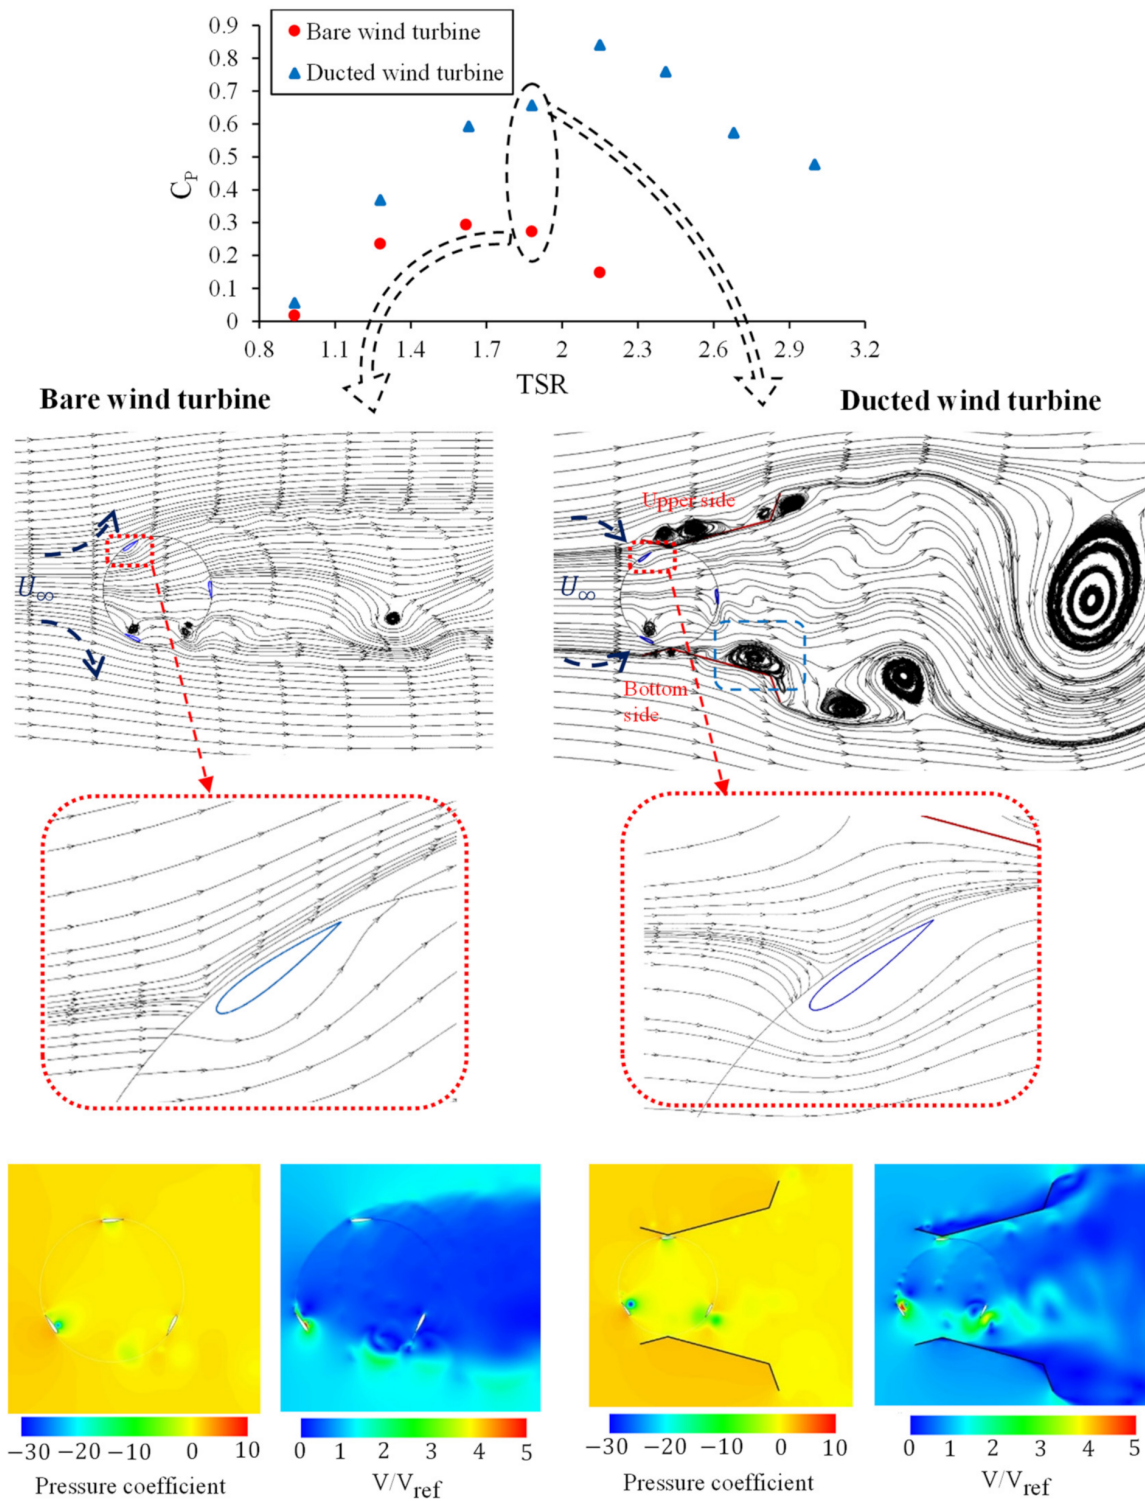 0.9
Bare wind turbine
0.8
Ducted wind turbine
0.7
0.6
0.5
C_P
0.4
0.3
0.2
0.1
0
0.8 1.1 1.4 1.7 2 2.3 2.6 2.9 3.2
TSR
Bare wind turbine
Ducted wind turbine
Upper side
U∞
U∞
Bottom
side
−30 −20 −10 0 10
Pressure coefficient
0 1 2 3 4 5
V/V_ref
−30 −20 −10 0 10
Pressure coefficient
0 1 2 3 4 5
V/V_ref